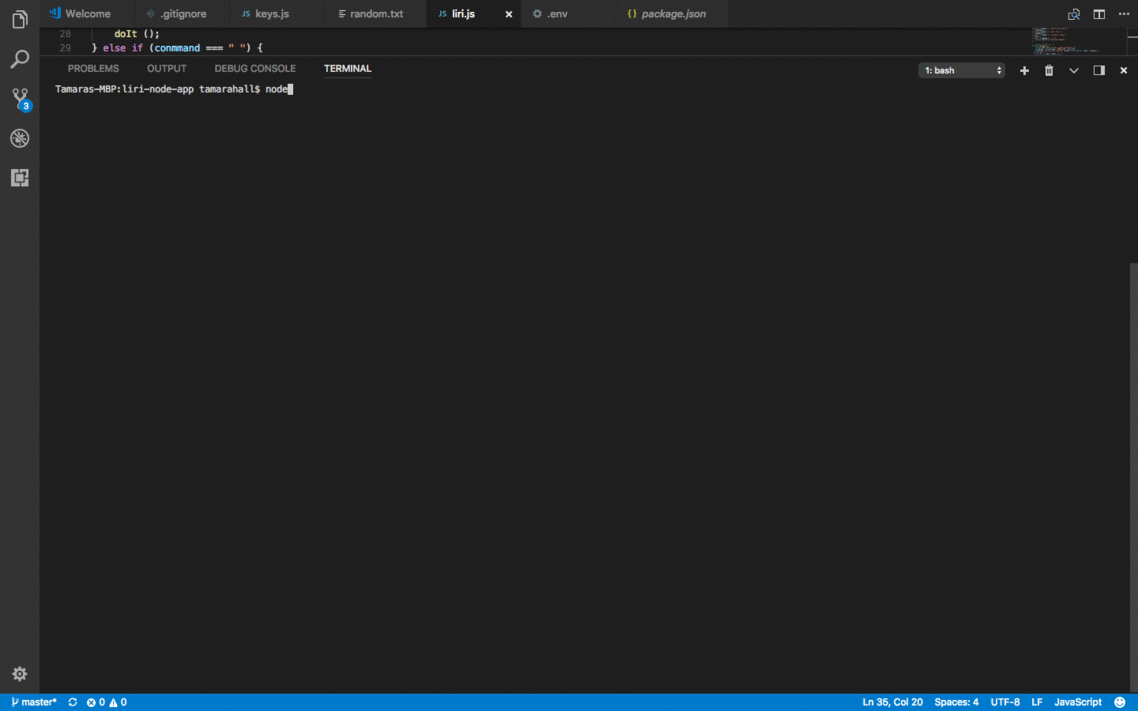 Welcome .gitignore JS keys.js random.txt JS liri.js × .env {} package.json ...
28 doIt ();
29 } else if (conmmand === " ") {
PROBLEMS OUTPUT DEBUG CONSOLE TERMINAL 1: bash
Tamaras-MBP:liri-node-app tamarahall$ node
3
master* 0 0 Ln 35, Col 20 Spaces: 4 UTF-8 LF JavaScript